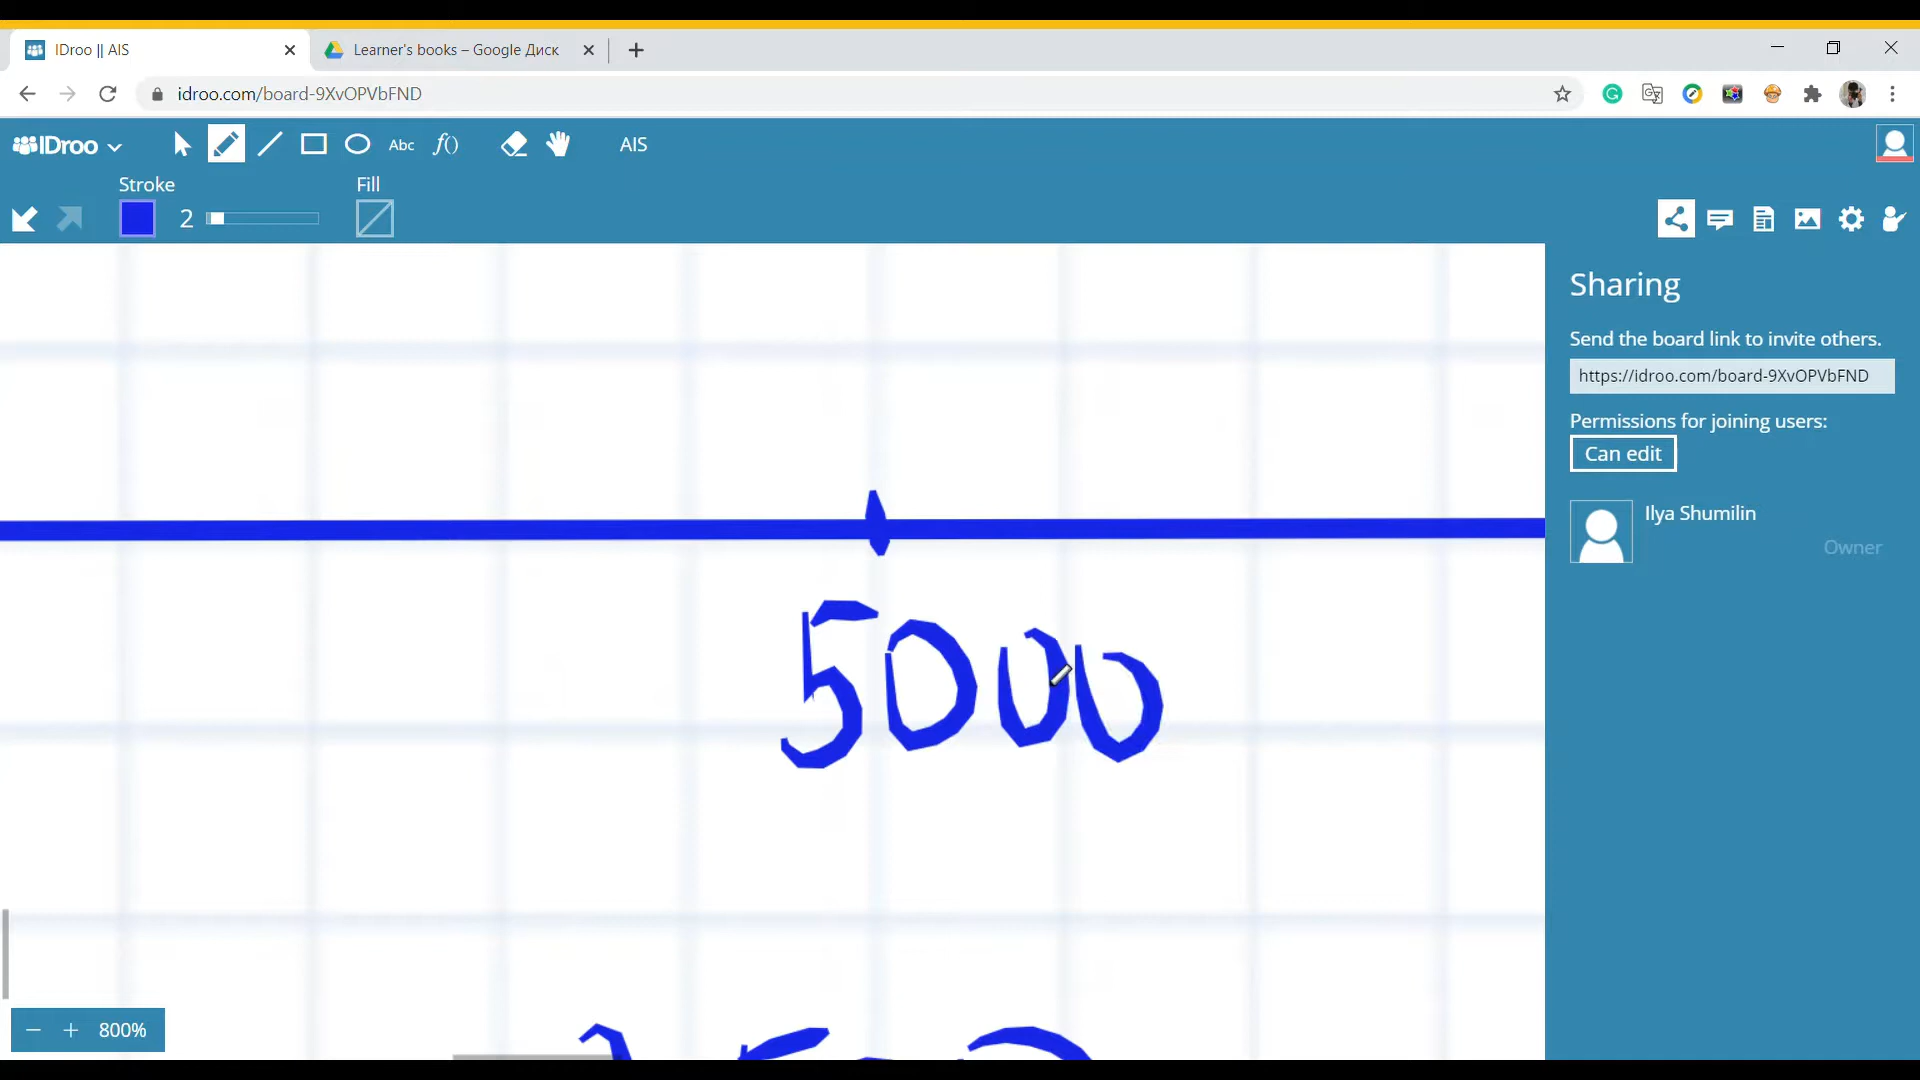 IDroo || AIS
Learner's books – Google Диск
idroo.com/board-9XvOPVbFND
IDroo
Abc
f()
AIS
Stroke
Fill
2
Sharing
Send the board link to invite others.
https://idroo.com/board-9XvOPVbFND
Permissions for joining users:
Can edit
Ilya Shumilin
Owner
5000
800%